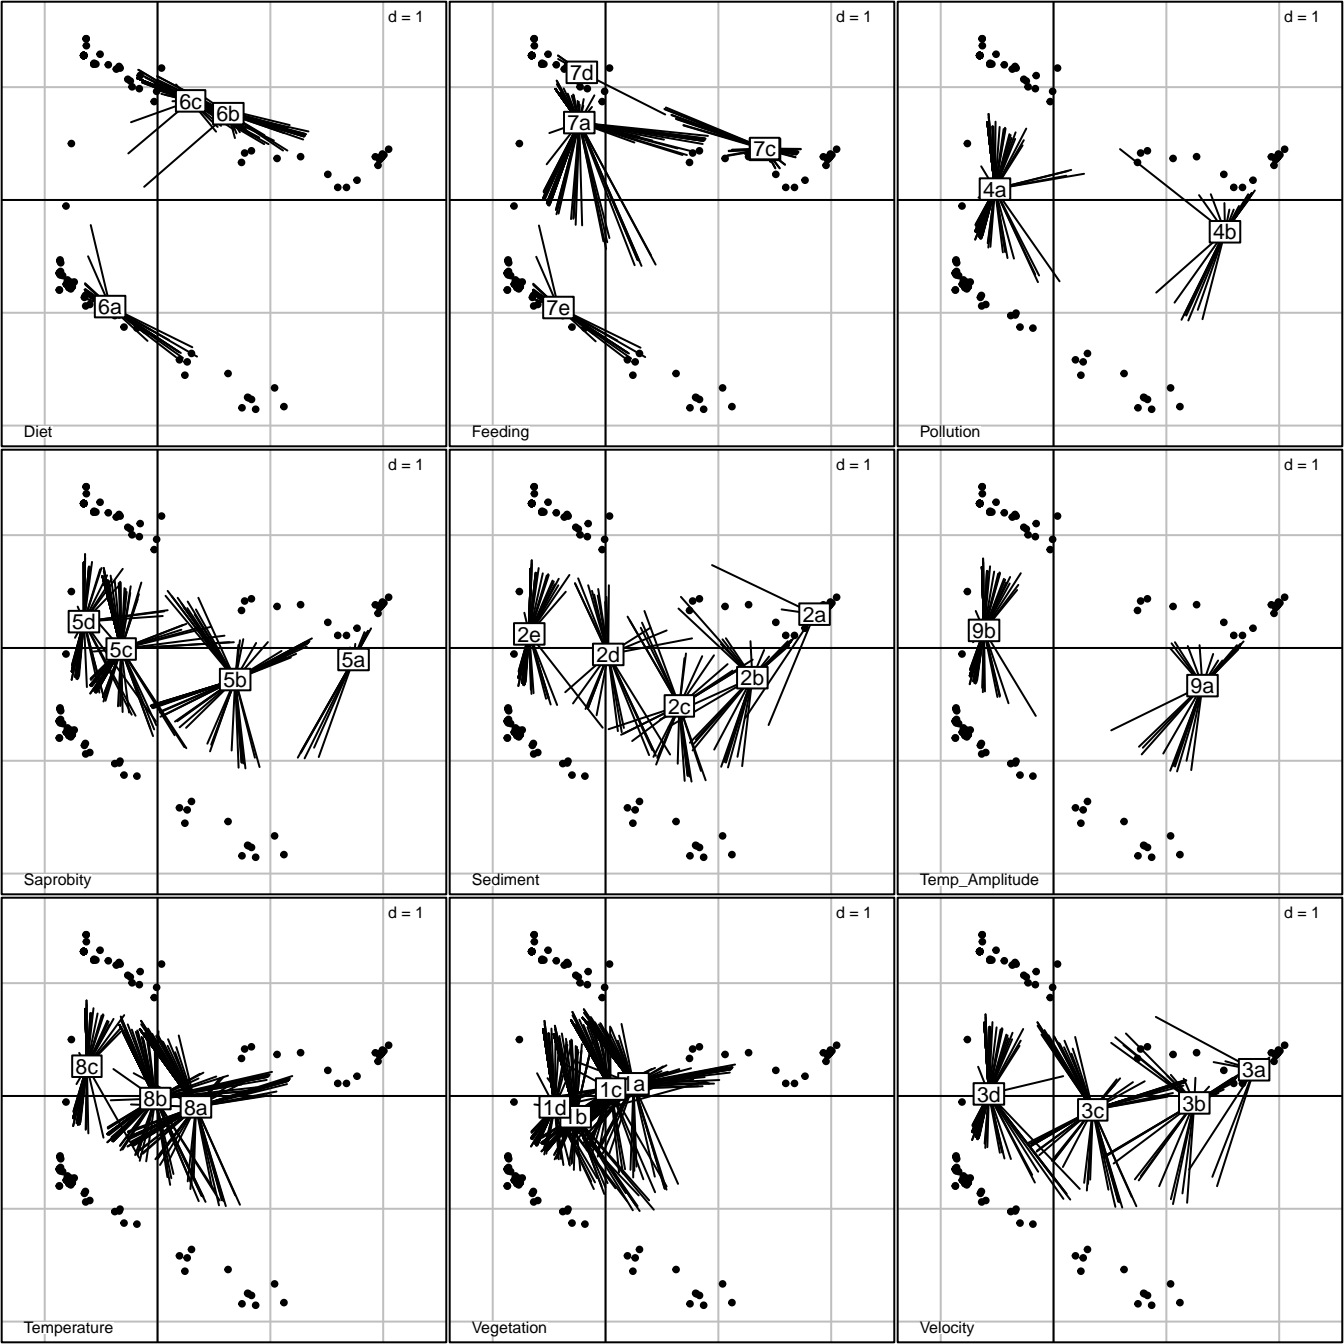 d = 1
6c
6b
6a
Diet
d = 1
7d
7a
7c
7e
Feeding
d = 1
4a
4b
Pollution
d = 1
5d
5c
5b
5a
Saprobity
d = 1
2a
2e
2d
2b
2c
Sediment
d = 1
9b
9a
Temp_Amplitude
d = 1
8c
8b
8a
Temperature
d = 1
1a
1c
1d
b
Vegetation
d = 1
3a
3d
3b
3c
Velocity